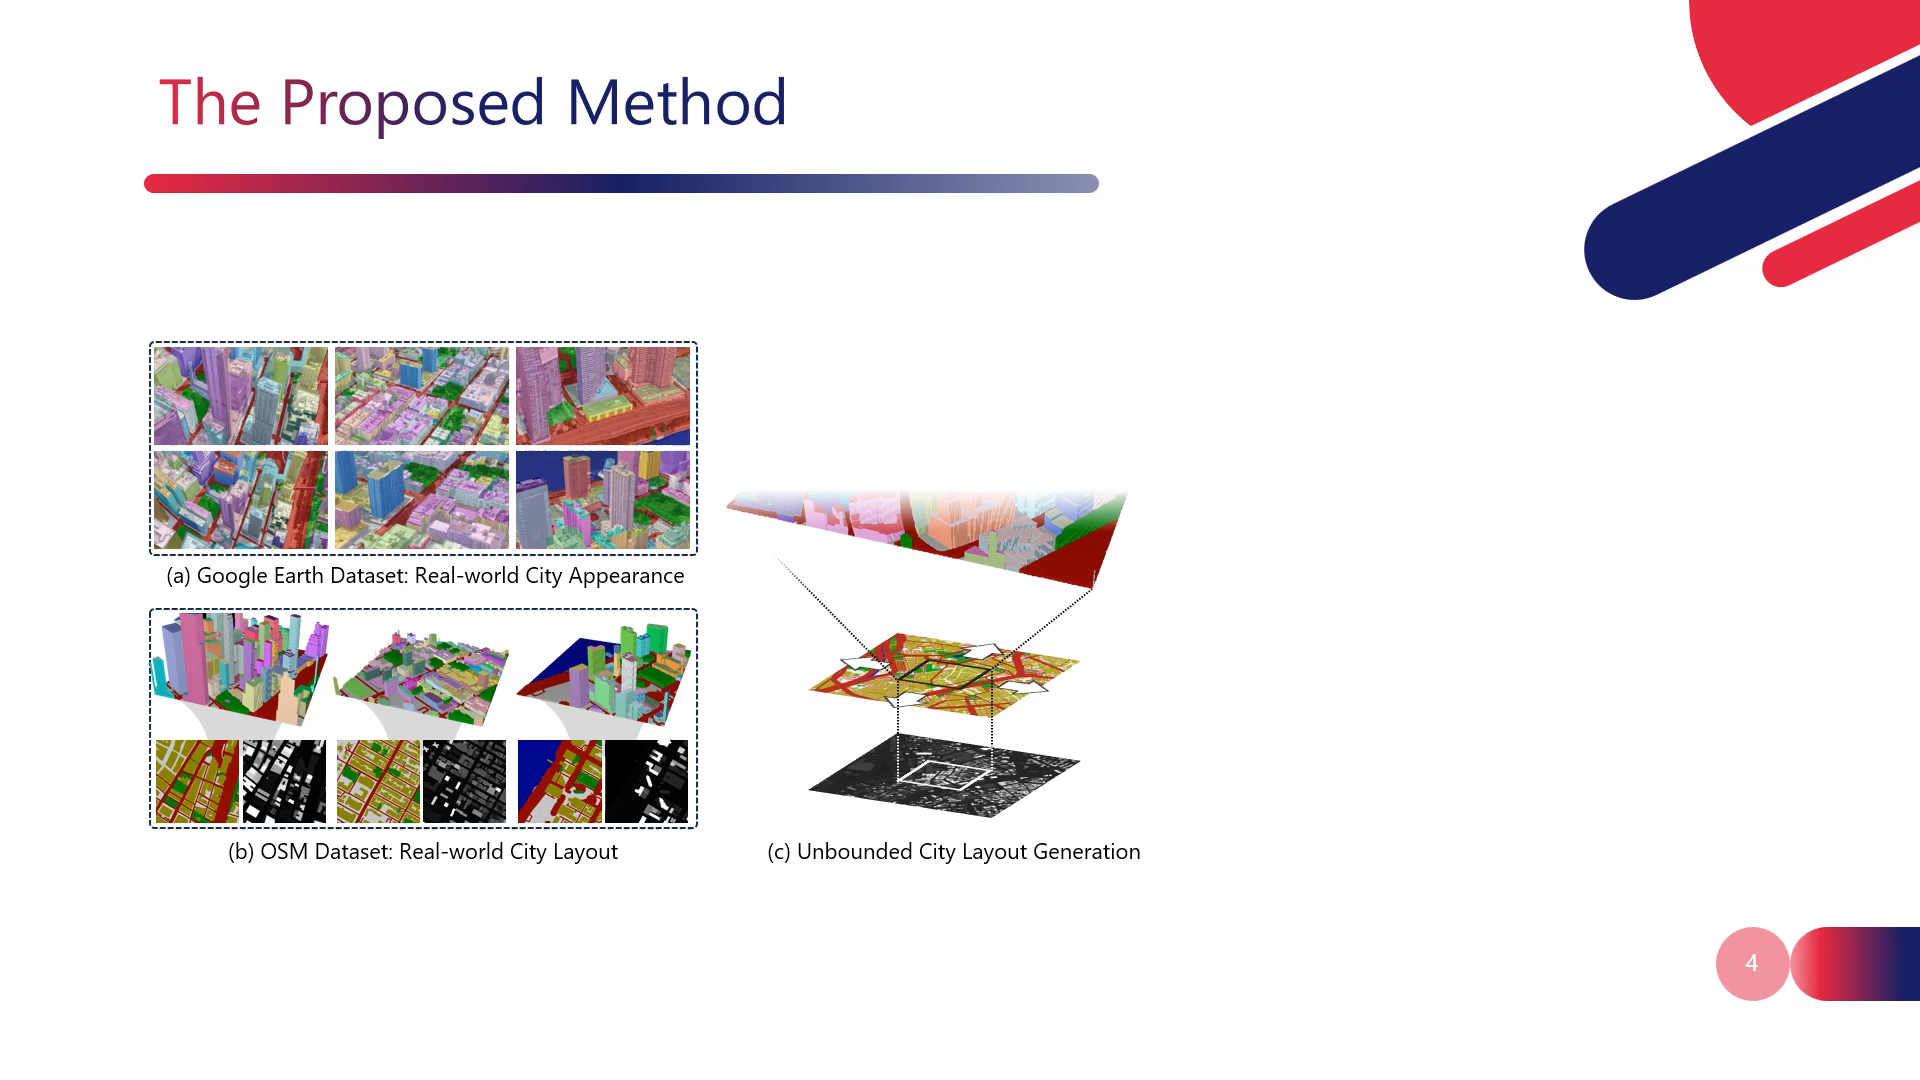 The Proposed Method
(a) Google Earth Dataset: Real-world City Appearance
(b) OSM Dataset: Real-world City Layout
(c) Unbounded City Layout Generation
4